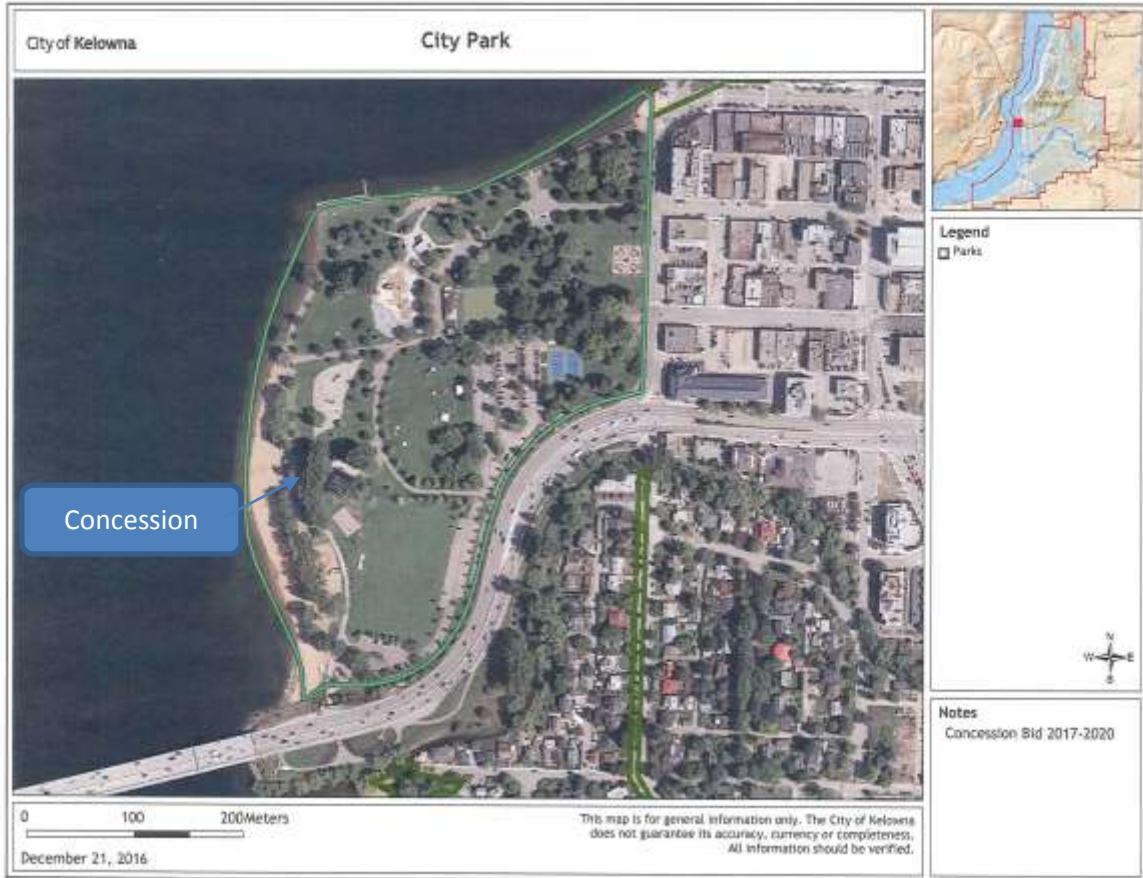 City of Kelowna
City Park
Legend
Parks
Concession
N
W E
S
Notes
Concession Bid 2017-2020
0 100 200Meters
December 21, 2016
This map is for general information only. The City of Kelowna
does not guarantee its accuracy, currency or completeness.
All information should be verified.